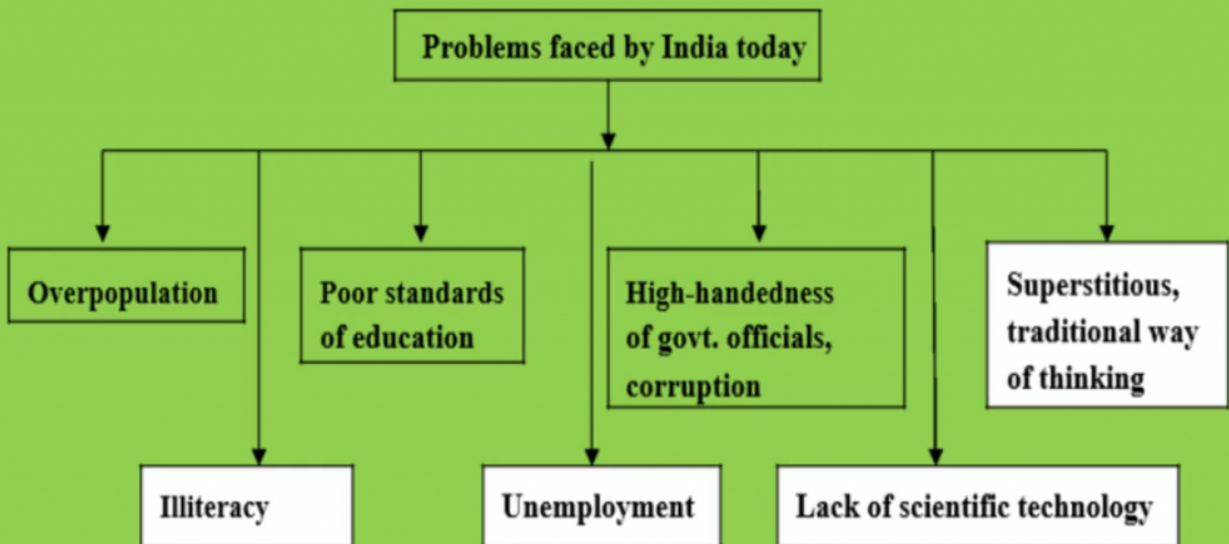 Problems faced by India today
Overpopulation
Poor standards
of education
High-handedness
of govt. officials,
corruption
Superstitious,
traditional way
of thinking
Illiteracy
Unemployment
Lack of scientific technology